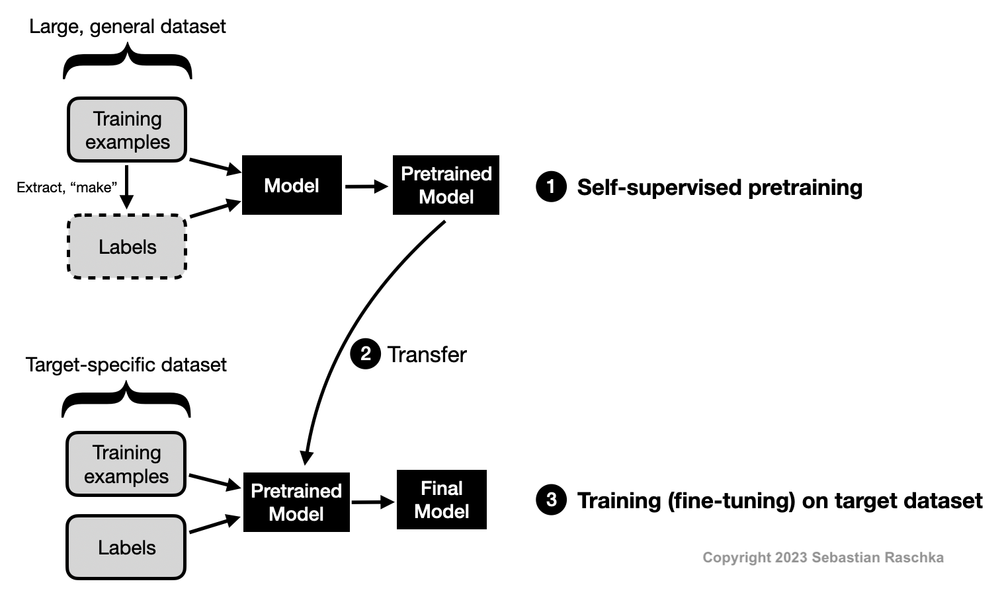 Large, general dataset
Training
examples
Extract, “make”
Labels
Model
Pretrained
Model
1 Self-supervised pretraining
2 Transfer
Target-specific dataset
Training
examples
Labels
Pretrained
Model
Final
Model
3 Training (fine-tuning) on target dataset
Copyright 2023 Sebastian Raschka